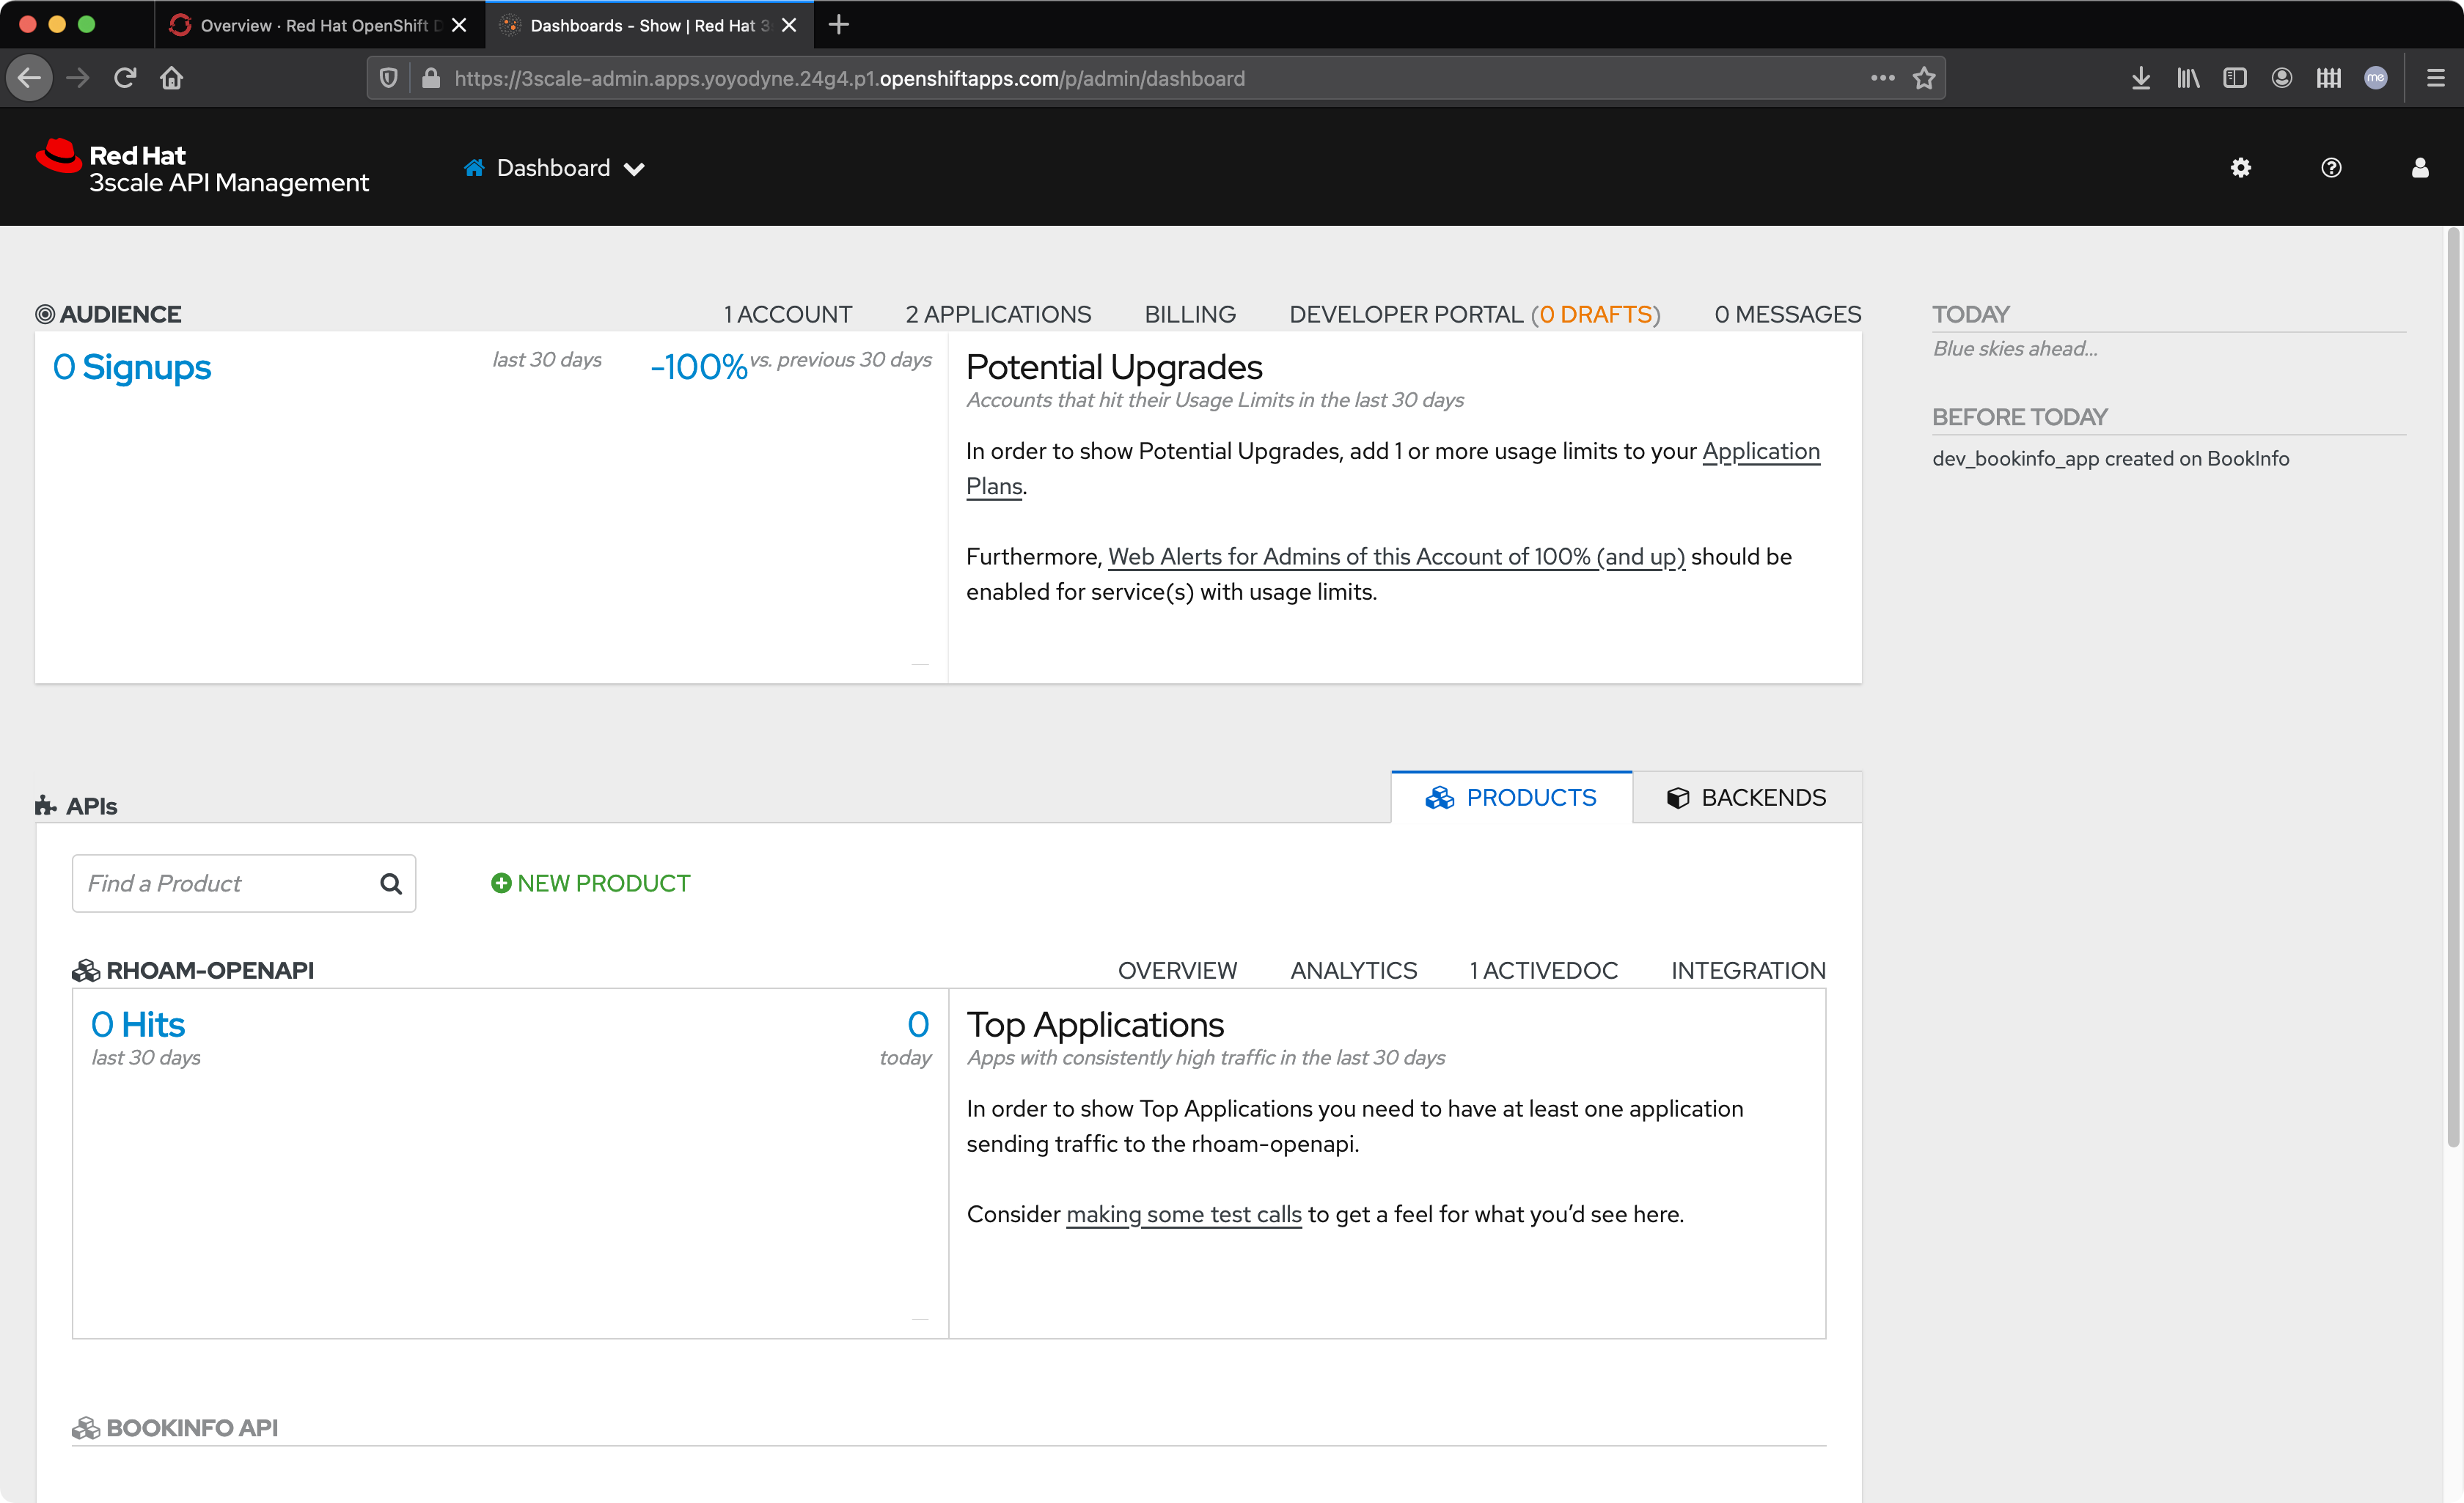 Overview · Red Hat OpenShift D
Dashboards - Show | Red Hat 3
https://3scale-admin.apps.yoyodyne.24g4.p1.openshiftapps.com/p/admin/dashboard
me
Red Hat
3scale API Management
Dashboard
AUDIENCE
1 ACCOUNT
2 APPLICATIONS
BILLING
DEVELOPER PORTAL (0 DRAFTS)
0 MESSAGES
0 Signups
last 30 days
-100% vs. previous 30 days
Potential Upgrades
Accounts that hit their Usage Limits in the last 30 days
In order to show Potential Upgrades, add 1 or more usage limits to your Application
Plans.
Furthermore, Web Alerts for Admins of this Account of 100% (and up) should be
enabled for service(s) with usage limits.
TODAY
Blue skies ahead...
BEFORE TODAY
dev_bookinfo_app created on BookInfo
APIs
PRODUCTS
BACKENDS
Find a Product
NEW PRODUCT
RHOAM-OPENAPI
OVERVIEW
ANALYTICS
1 ACTIVEDOC
INTEGRATION
0 Hits
last 30 days
0
today
Top Applications
Apps with consistently high traffic in the last 30 days
In order to show Top Applications you need to have at least one application
sending traffic to the rhoam-openapi.
Consider making some test calls to get a feel for what you'd see here.
BOOKINFO API